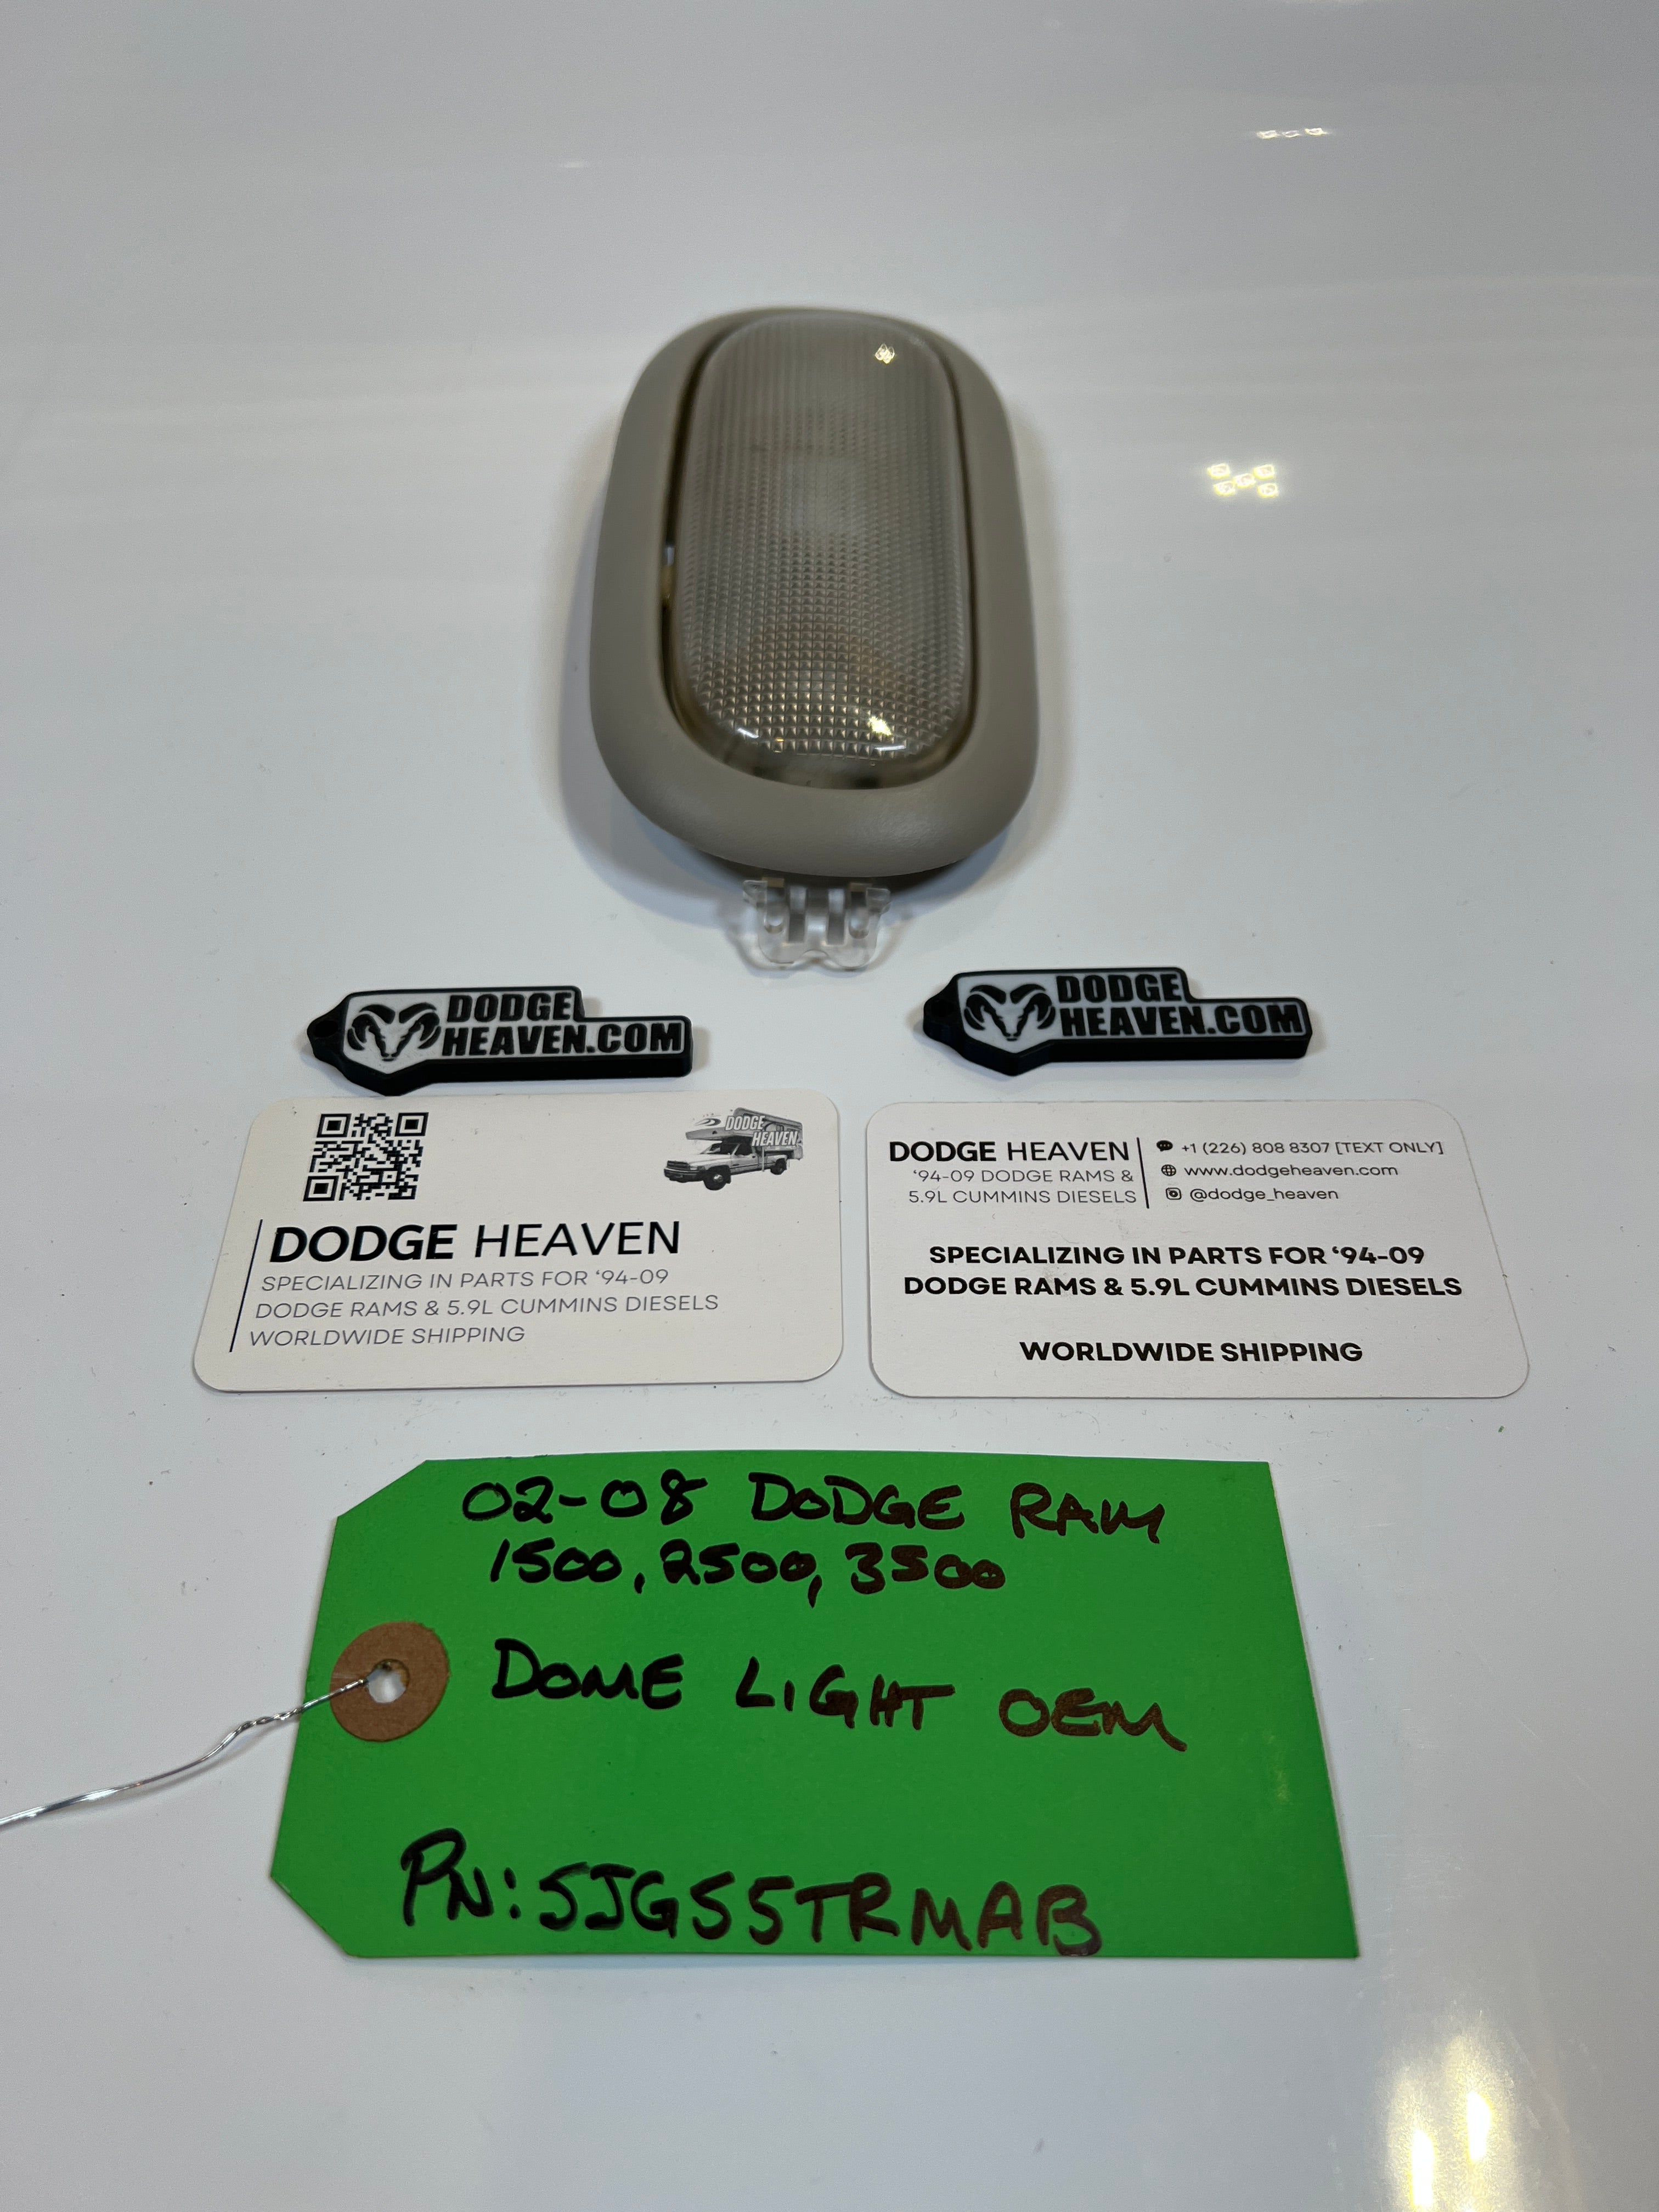 DODGE
HEAVEN.COM
DODGE
HEAVEN.COM
DODGE
HEAVEN
DODGE HEAVEN
SPECIALIZING IN PARTS FOR ‘94-09
DODGE RAMS & 5.9L CUMMINS DIESELS
WORLDWIDE SHIPPING
DODGE HEAVEN
‘94-09 DODGE RAMS &
5.9L CUMMINS DIESELS
+1 (226) 808 8307 [TEXT ONLY]
www.dodgeheaven.com
@dodge_heaven
SPECIALIZING IN PARTS FOR ‘94-09
DODGE RAMS & 5.9L CUMMINS DIESELS
WORLDWIDE SHIPPING
02-08 DODGE RAM
1500, 2500, 3500
DOME LIGHT OEM
PN: 5JG55TRMAB